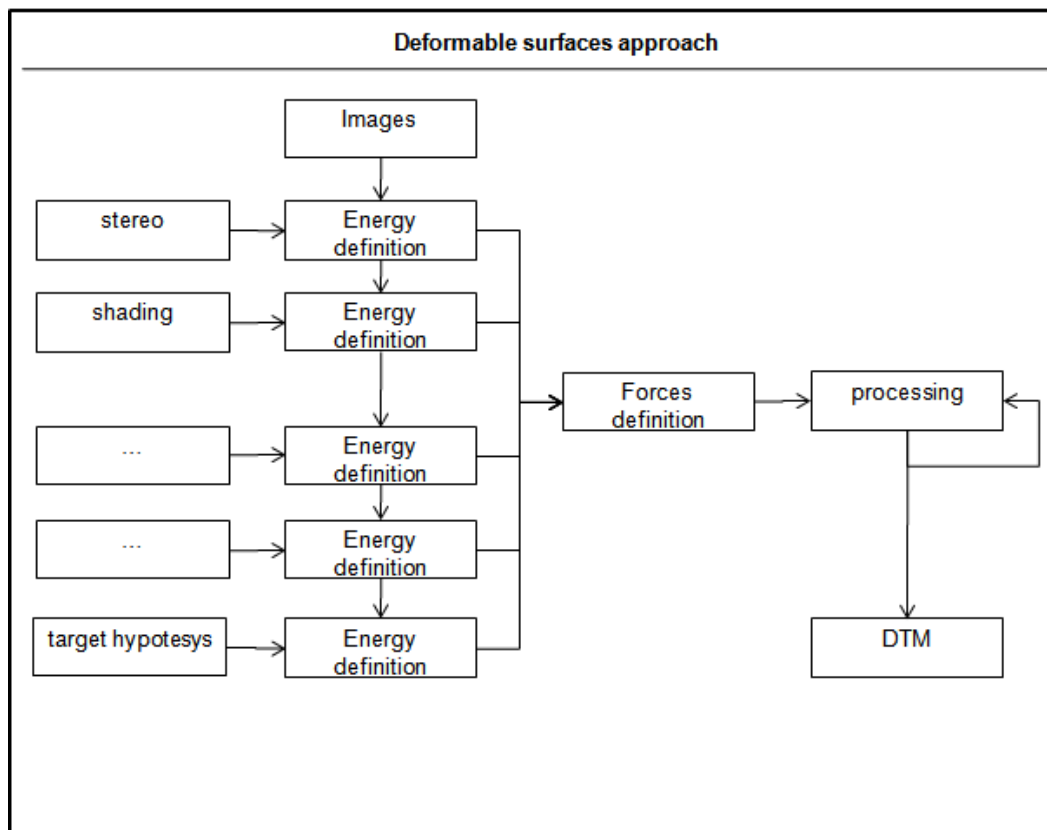 Deformable surfaces approach
Images
stereo
Energy
definition
shading
Energy
definition
Forces
definition
processing
...
Energy
definition
...
Energy
definition
target hypotesys
Energy
definition
DTM